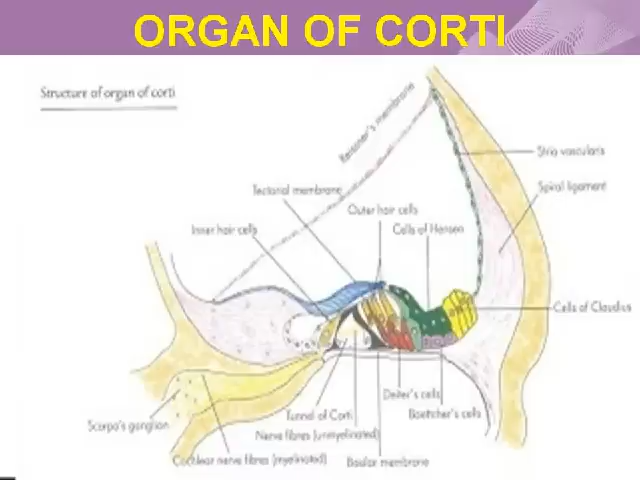 ORGAN OF CORTI
Structure of organ of corti
Reissner's membrane
Stria vascularis
Tectorial membrane
Spiral ligament
Outer hair cells
Inner hair cells
Cells of Hensen
Cells of Claudius
Deiter's cells
Tunnel of Corti
Boettcher's cells
Scarpa's ganglion
Nerve fibres (unmyelinated)
Cochlear nerve fibres (myelinated)
Basilar membrane